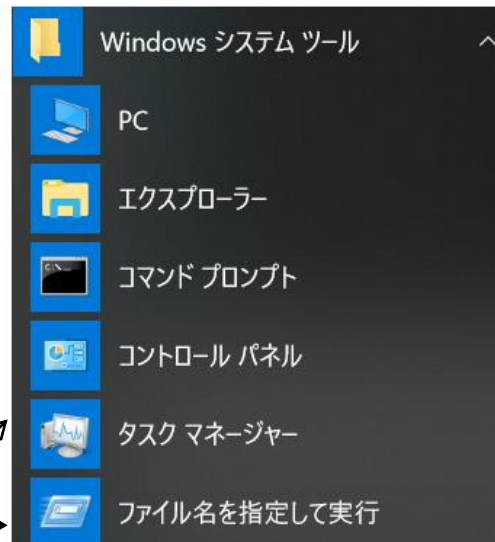 Windows システム ツール
PC
エクスプローラー
コマンド プロンプト
コントロール パネル
タスク マネージャー
ファイル名を指定して実行